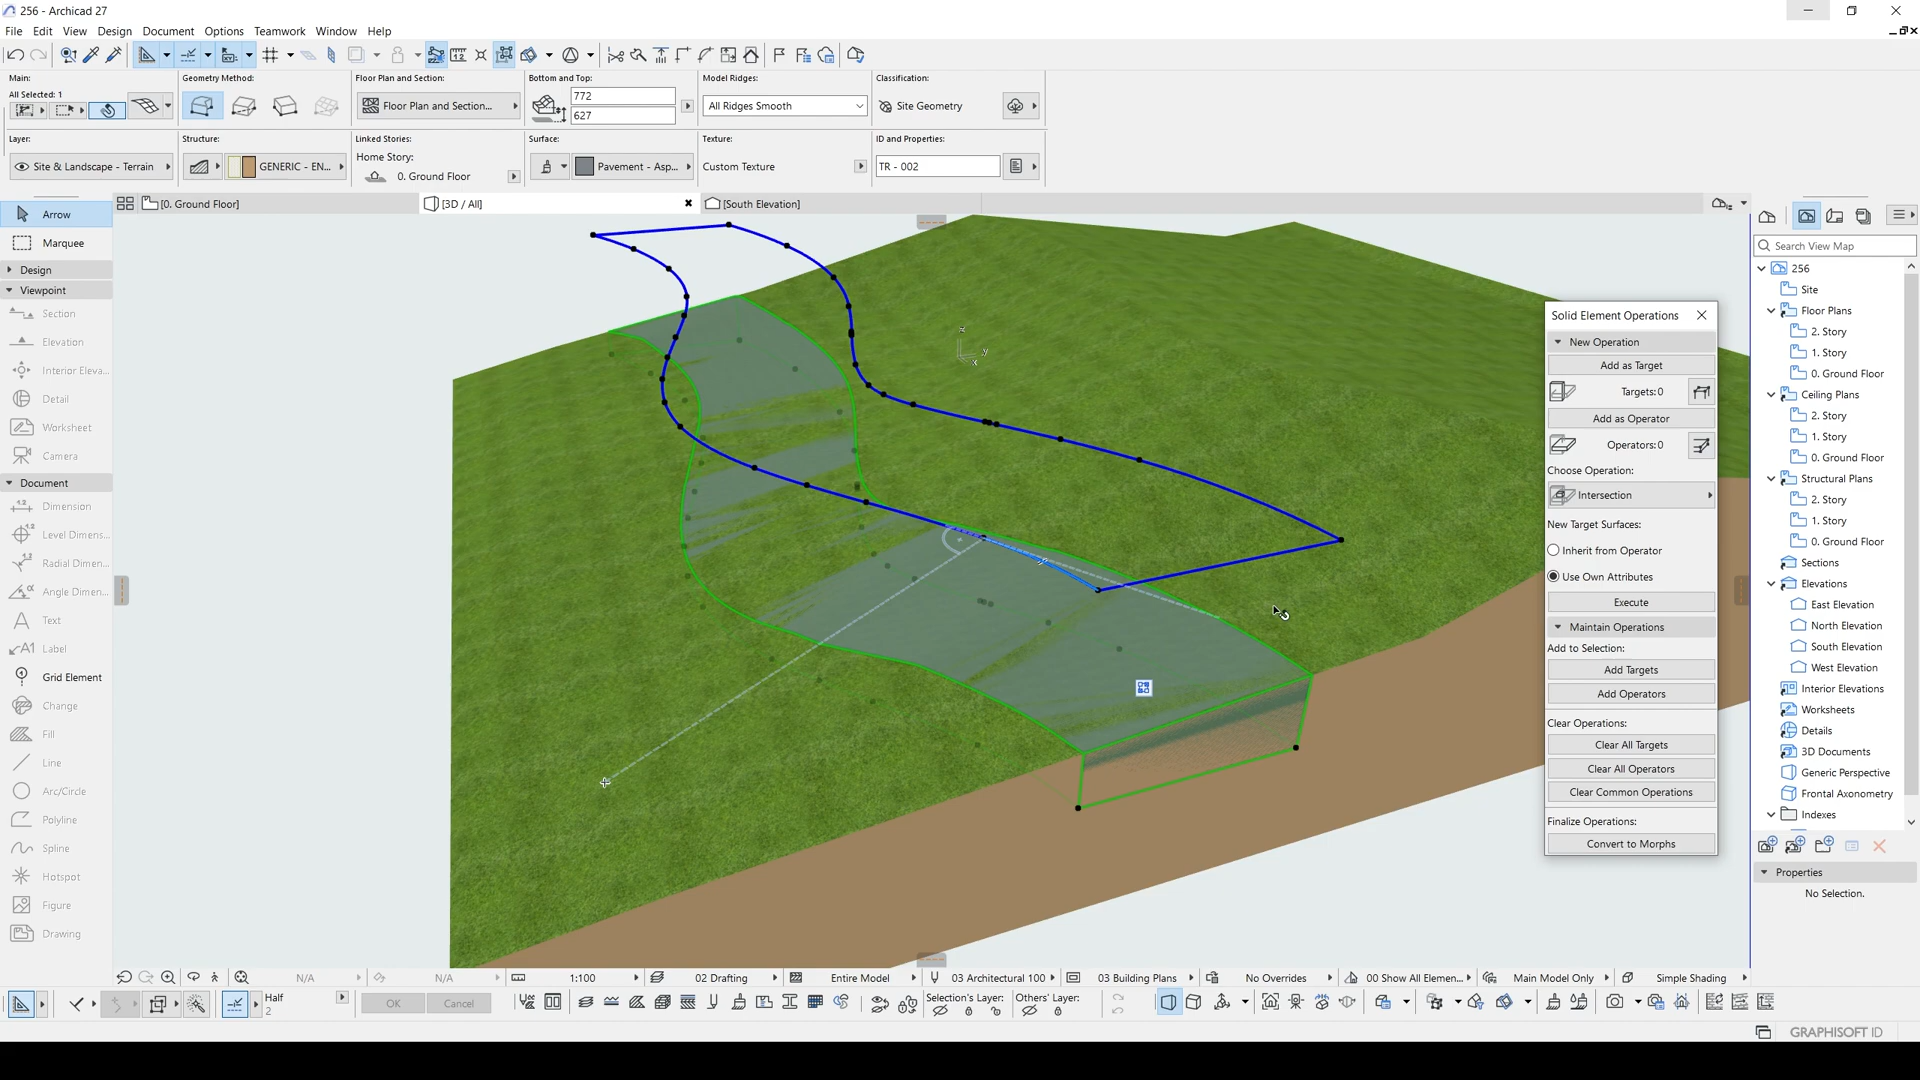 256 - Archicad 27
File Edit View Design Document Options Teamwork Window Help
Main: Geometry Method: Floor Plan and Section: Bottom and Top: Model Ridges: Classification:
All Selected: 1
Floor Plan and Section...
772
627
All Ridges Smooth
Site Geometry
Layer: Structure: Linked Stories: Surface: Texture: ID and Properties:
Home Story:
Site & Landscape - Terrain
GENERIC - EN...
0. Ground Floor
Pavement - Asp...
Custom Texture
TR - 002
[0. Ground Floor]
[3D / All]
[South Elevation]
Arrow
Marquee
Design
Viewpoint
Section
Elevation
Interior Eleva...
Detail
Worksheet
Camera
Document
Dimension
Level Dimens...
Radial Dimen...
Angle Dimen...
Text
Label
Grid Element
Change
Fill
Line
Arc/Circle
Polyline
Spline
Hotspot
Figure
Drawing
z
y
x
Solid Element Operations
New Operation
Add as Target
Targets:0
Add as Operator
Operators:0
Choose Operation:
Intersection
New Target Surfaces:
Inherit from Operator
Use Own Attributes
Execute
Maintain Operations
Add to Selection:
Add Targets
Add Operators
Clear Operations:
Clear All Targets
Clear All Operators
Clear Common Operations
Finalize Operations:
Convert to Morphs
Search View Map
256
Site
Floor Plans
2. Story
1. Story
0. Ground Floor
Ceiling Plans
2. Story
1. Story
0. Ground Floor
Structural Plans
2. Story
1. Story
0. Ground Floor
Sections
Elevations
East Elevation
North Elevation
South Elevation
West Elevation
Interior Elevations
Worksheets
Details
3D Documents
Generic Perspective
Frontal Axonometry
Indexes
Properties
No Selection.
N/A N/A 1:100 02 Drafting Entire Model 03 Architectural 100 03 Building Plans No Overrides 00 Show All Elemen... Main Model Only Simple Shading
Half
2
OK Cancel
Selection's Layer: Others' Layer:
GRAPHISOFT ID